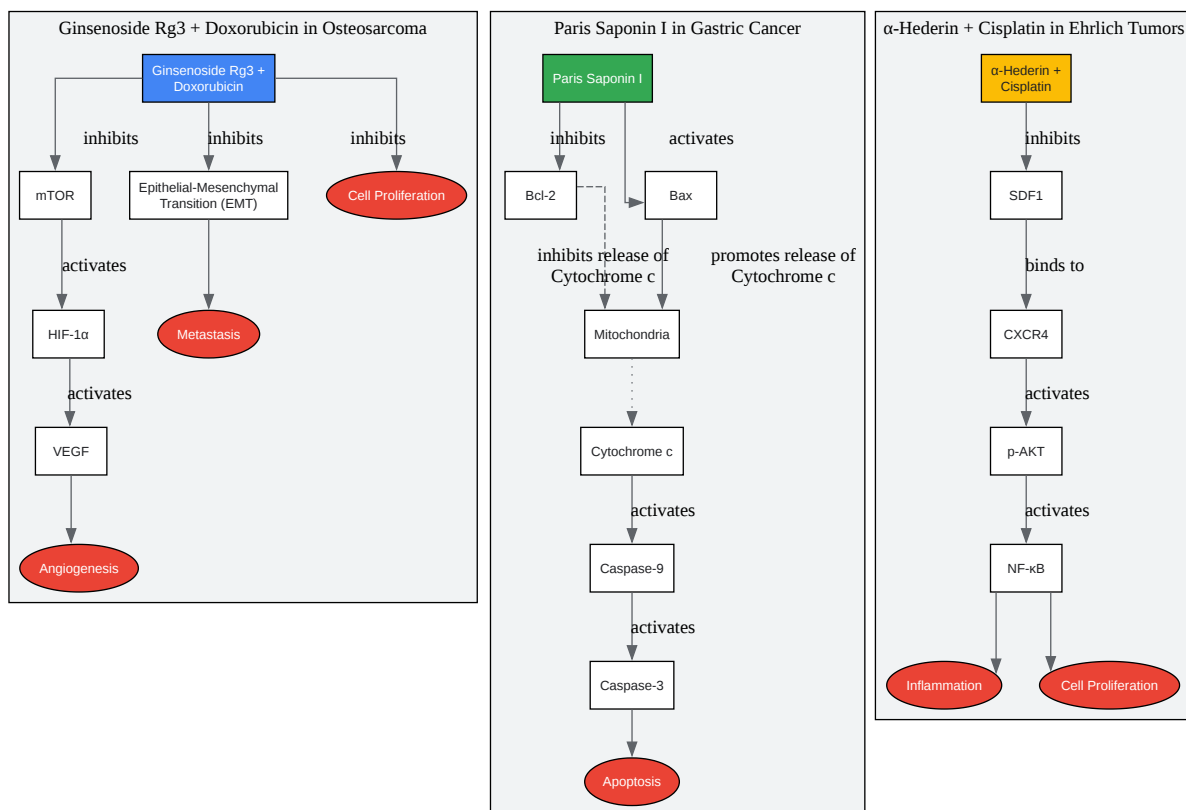 Ginsenoside Rg3 + Doxorubicin in Osteosarcoma
Ginsenoside Rg3 +
Doxorubicin
inhibits
inhibits
inhibits
mTOR
Epithelial-Mesenchymal
Transition (EMT)
Cell Proliferation
activates
HIF-1α
Metastasis
activates
VEGF
Angiogenesis
Paris Saponin I in Gastric Cancer
Paris Saponin I
inhibits
activates
Bcl-2
Bax
inhibits release of
Cytochrome c
promotes release of
Cytochrome c
Mitochondria
Cytochrome c
activates
Caspase-9
activates
Caspase-3
Apoptosis
α-Hederin + Cisplatin in Ehrlich Tumors
α-Hederin +
Cisplatin
inhibits
SDF1
binds to
CXCR4
activates
p-AKT
activates
NF-κB
Inflammation
Cell Proliferation